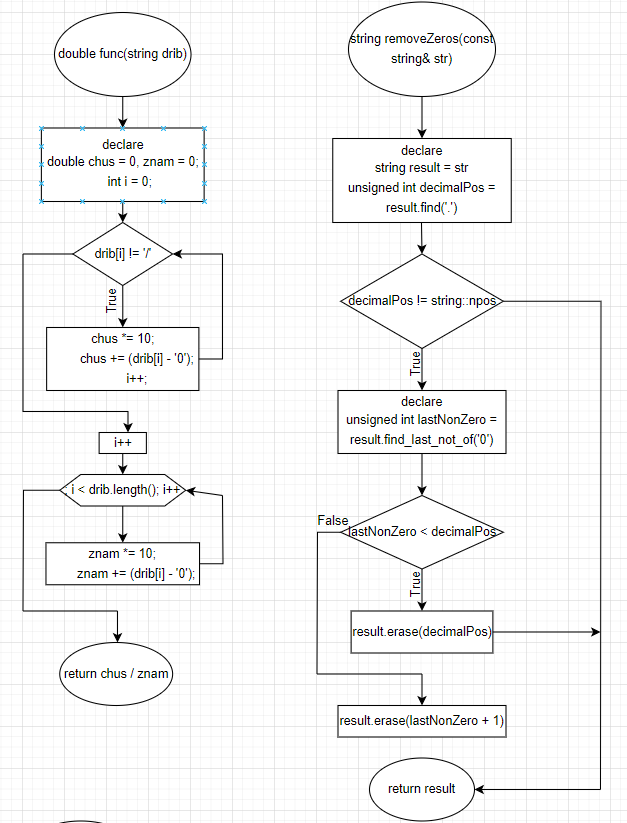 double func(string drib)
declare
double chus = 0, znam = 0;
int i = 0;
drib[i] != '/'
True
chus *= 10;
chus += (drib[i] - '0');
i++;
i++
; i < drib.length(); i++
znam *= 10;
znam += (drib[i] - '0');
return chus / znam
string removeZeros(const
string& str)
declare
string result = str
unsigned int decimalPos =
result.find('.')
decimalPos != string::npos
True
declare
unsigned int lastNonZero =
result.find_last_not_of('0')
False
lastNonZero < decimalPos
True
result.erase(decimalPos)
result.erase(lastNonZero + 1)
return result